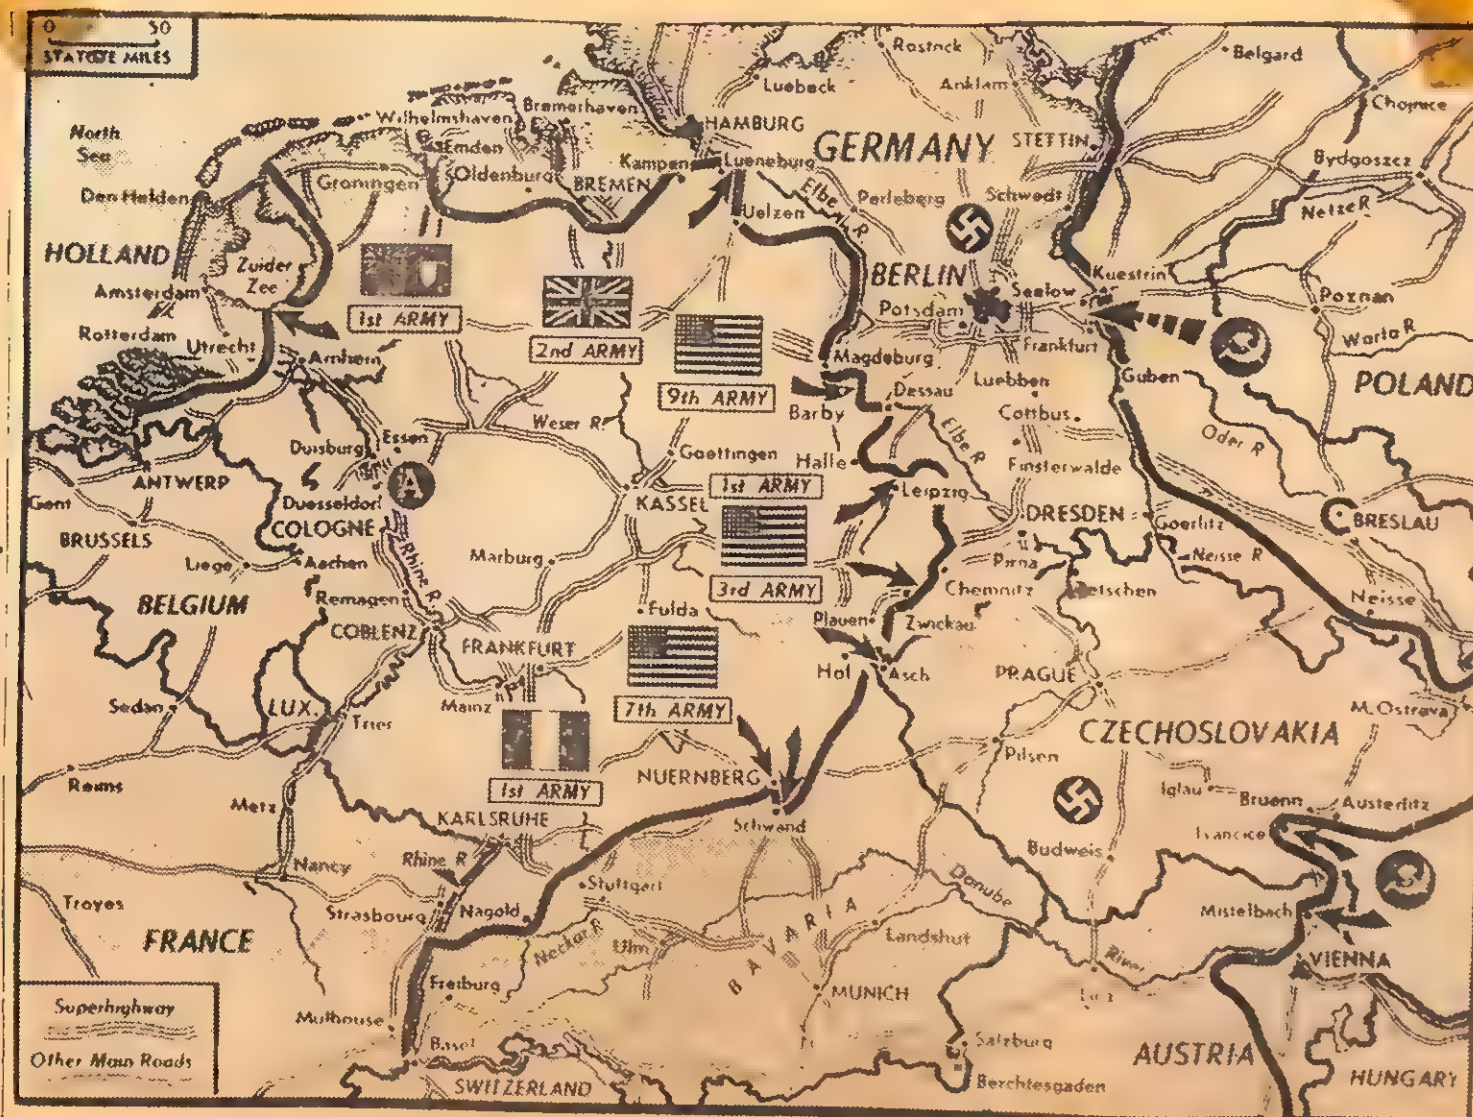 0 50
STATUTE MILES
Rostock
Belgard
Luebeck
Anklam
Chojnice
Wilhelmshaven
Bremerhaven
North
Sea
HAMBURG
GERMANY
STETTIN
Emden
Kampen
Lueneburg
Bydgoszcz
Groningen
Oldenburg
BREMEN
Elbe R
Perleberg
Schwedt
Den Helden
Netze R
Uelzen
HOLLAND
Zuider
Zee
BERLIN
Kuestrin
Amsterdam
Seelow
Poznan
Potsdam
1st ARMY
Rotterdam
Utrecht
2nd ARMY
Frankfurt
Warta R
Arnhem
Magdeburg
Luebben
Guben
POLAND
9th ARMY
Dessau
Barby
Cottbus
Weser R
Elbe R
Oder R
Duisburg
Essen
Goettingen
Halle
Finsterwalde
ANTWERP
A
1st ARMY
Leipzig
Gent
Duesseldorf
KASSEL
DRESDEN
Goerlitz
BRESLAU
BRUSSELS
COLOGNE
Liege
Aachen
Rhine R
Marburg
Pirna
Neisse R
3rd ARMY
Chemnitz
Neisse
BELGIUM
Remagen
Fulda
Plauen
Zwickau
COBLENZ
FRANKFURT
Hof
Asch
PRAGUE
Sedan
LUX.
Trier
Mainz
7th ARMY
M. Ostrava
CZECHOSLOVAKIA
Pilsen
Reims
1st ARMY
NUERNBERG
Iglau
Bruenn
Austerlitz
Metz
KARLSRUHE
Schwand
Ivancice
Rhine R
Budweis
Nancy
Stuttgart
Danube
River
Troyes
Strasbourg
Nagold
Mistelbach
FRANCE
Neckar R
Ulm
BAVARIA
Landshut
VIENNA
Freiburg
MUNICH
Linz
Superhighway
Other Main Roads
Mulhouse
Basel
Salzburg
AUSTRIA
SWITZERLAND
Berchtesgaden
HUNGARY